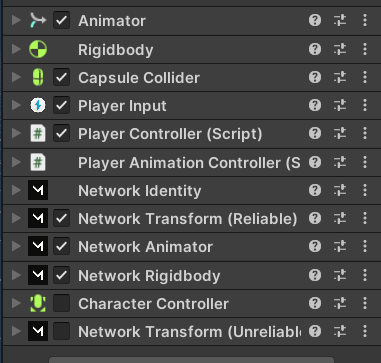 Animator
Rigidbody
Capsule Collider
Player Input
Player Controller (Script)
Player Animation Controller (S
Network Identity
Network Transform (Reliable)
Network Animator
Network Rigidbody
Character Controller
Network Transform (Unreliabl